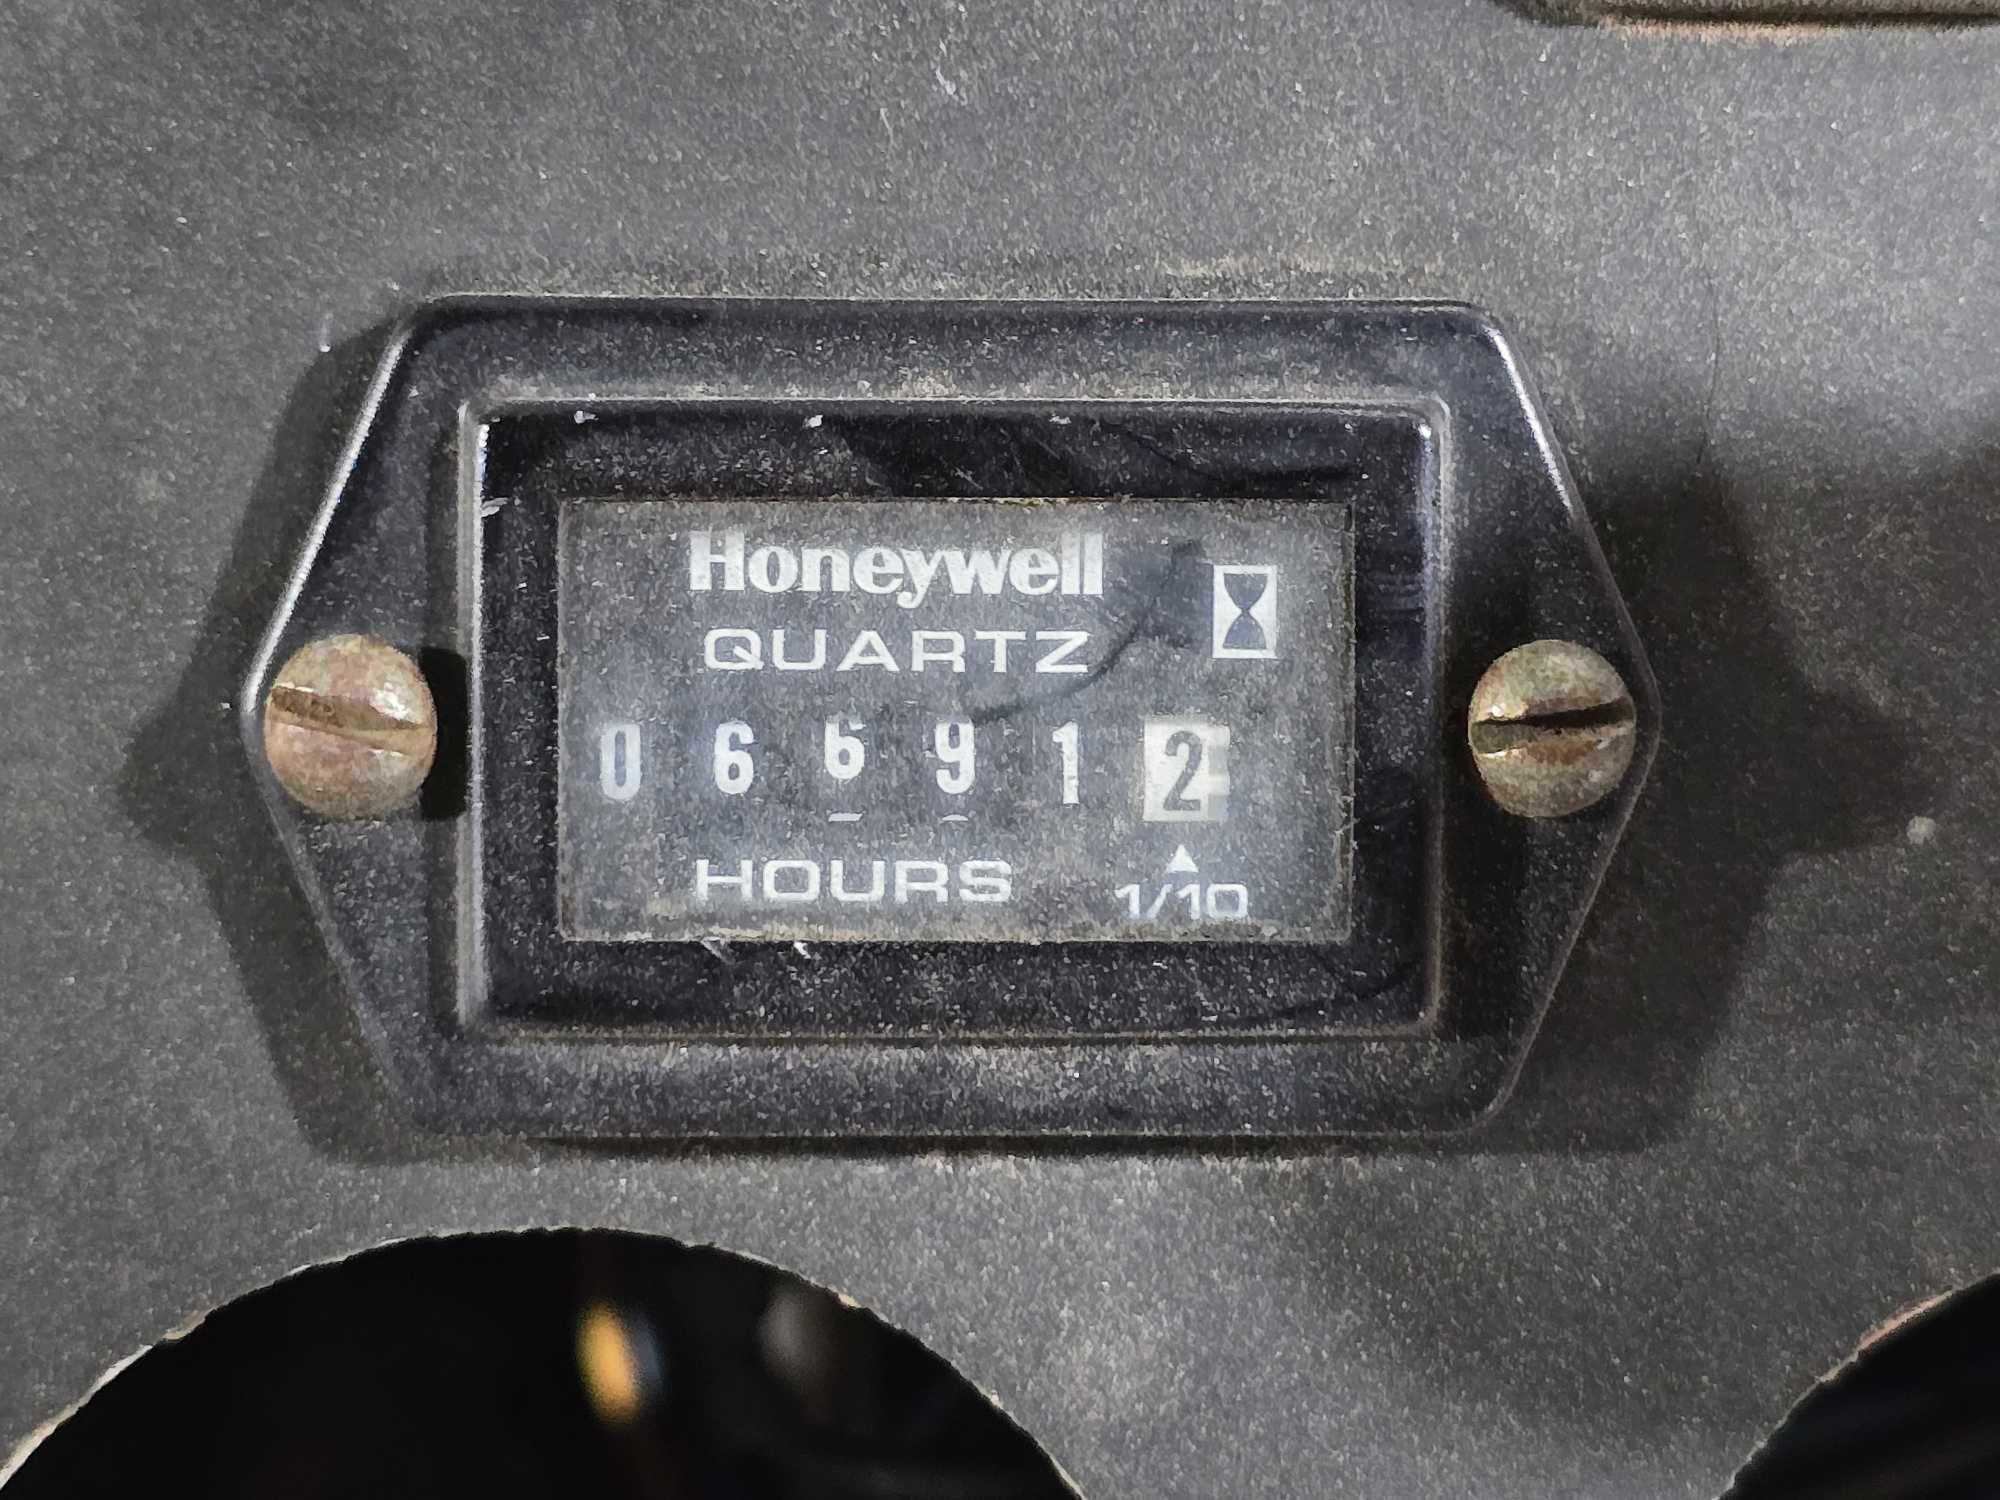 Honeywell
QUARTZ
0 6 6 9 1 2
HOURS
1/10